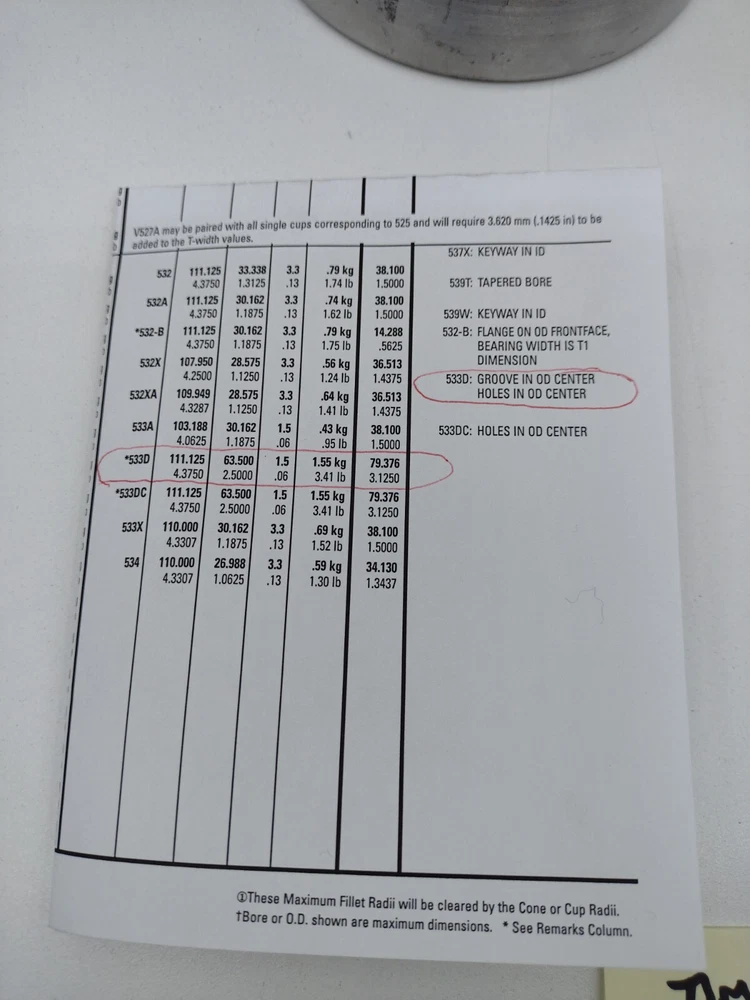 V527A may be paired with all single cups corresponding to 525 and will require 3.620 mm (.1425 in) to be
added to the T-width values.
532 111.125 33.338 3.3 .79 kg 38.100
4.3750 1.3125 .13 1.74 lb 1.5000
532A 111.125 30.162 3.3 .74 kg 38.100
4.3750 1.1875 .13 1.62 lb 1.5000
*532-B 111.125 30.162 3.3 .79 kg 14.288
4.3750 1.1875 .13 1.75 lb .5625
532X 107.950 28.575 3.3 .56 kg 36.513
4.2500 1.1250 .13 1.24 lb 1.4375
532XA 109.949 28.575 3.3 .64 kg 36.513
4.3287 1.1250 .13 1.41 lb 1.4375
533A 103.188 30.162 1.5 .43 kg 38.100
4.0625 1.1875 .06 .95 lb 1.5000
*533D 111.125 63.500 1.5 1.55 kg 79.376
4.3750 2.5000 .06 3.41 lb 3.1250
*533DC 111.125 63.500 1.5 1.55 kg 79.376
4.3750 2.5000 .06 3.41 lb 3.1250
533X 110.000 30.162 3.3 .69 kg 38.100
4.3307 1.1875 .13 1.52 lb 1.5000
534 110.000 26.988 3.3 .59 kg 34.130
4.3307 1.0625 .13 1.30 lb 1.3437
537X: KEYWAY IN ID
539T: TAPERED BORE
539W: KEYWAY IN ID
532-B: FLANGE ON OD FRONTFACE,
BEARING WIDTH IS T1
DIMENSION
533D: GROOVE IN OD CENTER
HOLES IN OD CENTER
533DC: HOLES IN OD CENTER
①These Maximum Fillet Radii will be cleared by the Cone or Cup Radii.
†Bore or O.D. shown are maximum dimensions. * See Remarks Column.